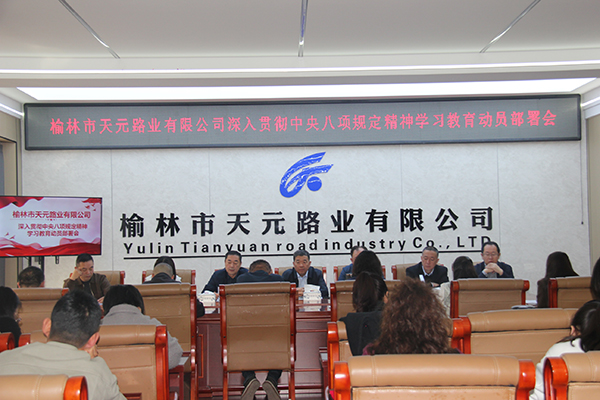 榆林市天元路业有限公司深入贯彻中央八项规定精神学习教育动员部署会
榆林市天元路业有限公司
Yulin Tianyuan road industry Co., LTD
榆林市天元路业有限公司
深入贯彻中央八项规定精神
学习教育动员部署会